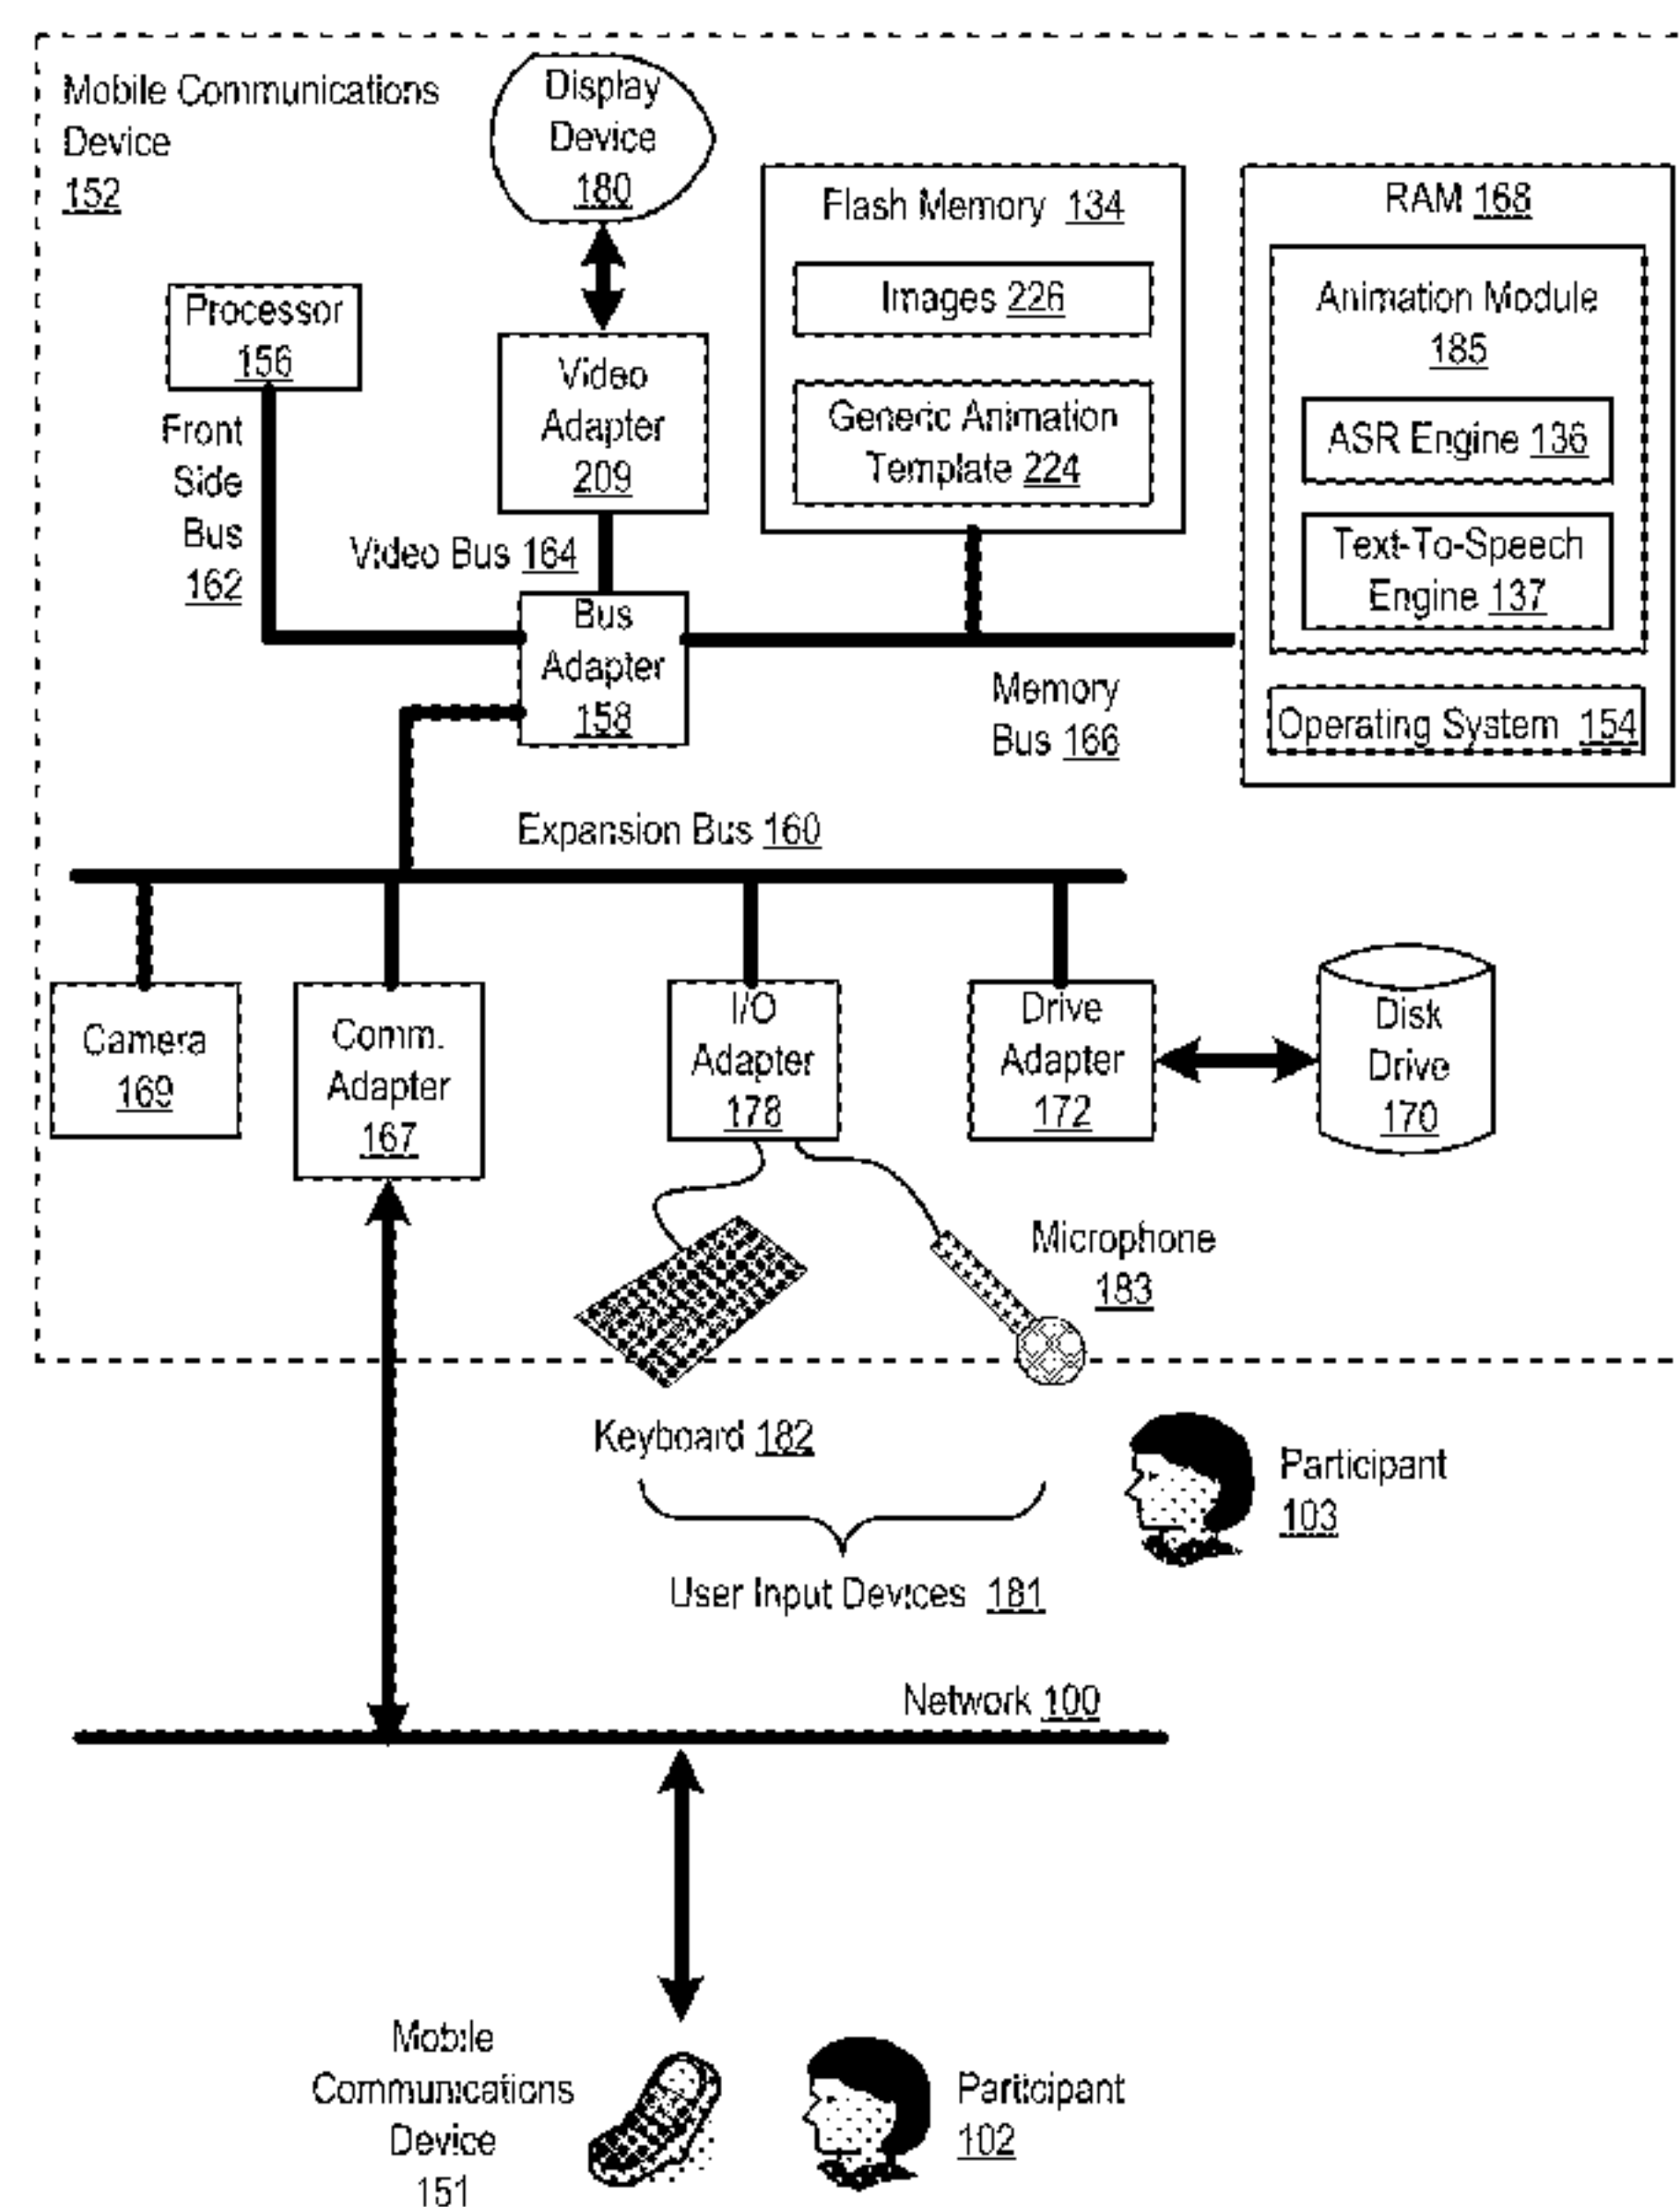 Mobile Communications
Device
152
Display
Device
180
Flash Memory 134
Images 226
Generic Animation
Template 224
RAM 168
Animation Module
185
ASR Engine 136
Text-To-Speech
Engine 137
Operating System 154
Processor
156
Video
Adapter
209
Front
Side
Bus
162
Video Bus 164
Bus
Adapter
158
Memory
Bus 166
Expansion Bus 160
Camera
169
Comm.
Adapter
167
I/O
Adapter
178
Drive
Adapter
172
Disk
Drive
170
Microphone
183
Keyboard 182
Participant
103
User Input Devices 181
Network 100
Mobile
Communications
Device
151
Participant
102